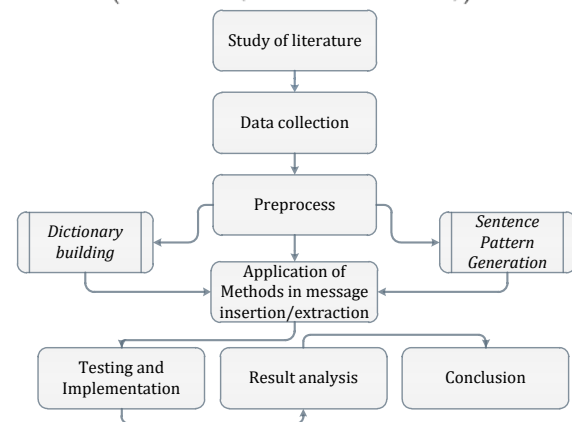 Study of literature
Data collection
Preprocess
Dictionary
building
Sentence
Pattern
Generation
Application of
Methods in message
insertion/extraction
Testing and
Implementation
Result analysis
Conclusion